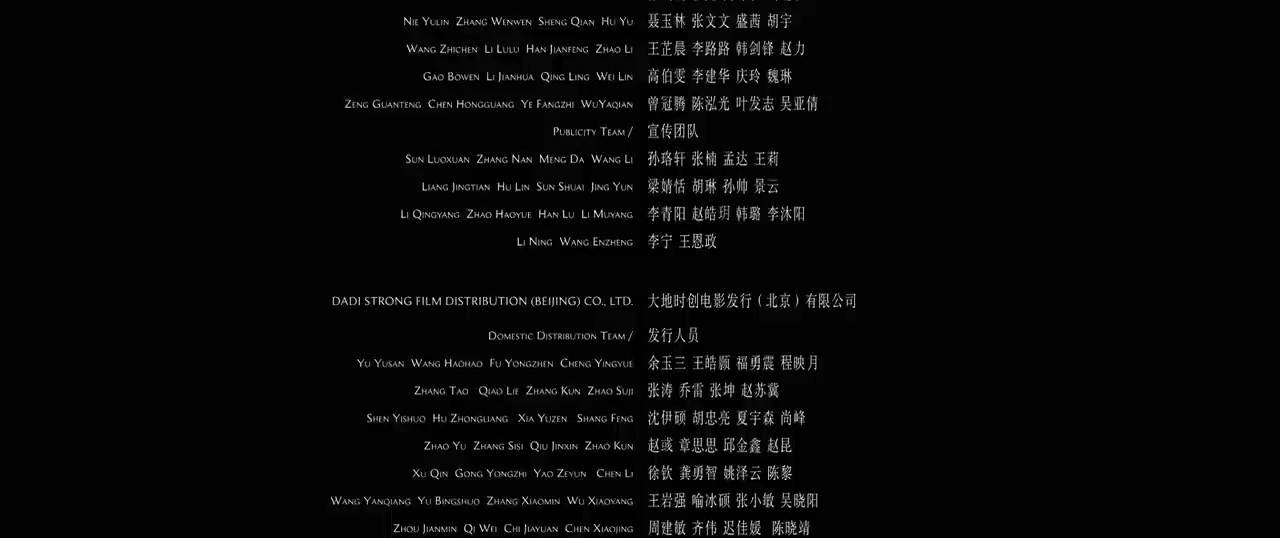 Nie Yulin Zhang Wenwen Sheng Qian Hu Yu 聂玉林 张文文 盛茜 胡宇
Wang Zhichen Li Lulu Han Jianfeng Zhao Li 王芷晨 李路路 韩剑锋 赵力
Gao Bowen Li Jianhua Qing Ling Wei Lin 高伯雯 李建华 庆玲 魏琳
Zeng Guanteng Chen Hongguang Ye Fangzhi WuYaqian 曾冠腾 陈泓光 叶发志 吴亚倩
Publicity Team / 宣传团队
Sun Luoxuan Zhang Nan Meng Da Wang Li 孙珞轩 张楠 孟达 王莉
Liang Jingtian Hu Lin Sun Shuai Jing Yun 梁婧恬 胡琳 孙帅 景云
Li Qingyang Zhao Haoyue Han Lu Li Muyang 李青阳 赵皓玥 韩璐 李沐阳
Li Ning Wang Enzheng 李宁 王恩政
DADI STRONG FILM DISTRIBUTION (BEIJING) CO., LTD. 大地时创电影发行（北京）有限公司
Domestic Distribution Team / 发行人员
Yu Yusan Wang Haohao Fu Yongzhen Cheng Yingyue 余玉三 王皓颢 福勇震 程映月
Zhang Tao Qiao Lie Zhang Kun Zhao Suji 张涛 乔雷 张坤 赵苏冀
Shen Yishuo Hu Zhongliang Xia Yuzen Shang Feng 沈伊硕 胡忠亮 夏宇森 尚峰
Zhao Yu Zhang Sisi Qiu Jinxin Zhao Kun 赵彧 章思思 邱金鑫 赵昆
Xu Qin Gong Yongzhi Yao Zeyun Chen Li 徐钦 龚勇智 姚泽云 陈黎
Wang Yanqiang Yu Bingshuo Zhang Xiaomin Wu Xiaoyang 王岩强 喻冰硕 张小敏 吴晓阳
Zhou Jianmin Qi Wei Chi Jiayuan Chen Xiaojing 周建敏 齐伟 迟佳媛 陈晓靖